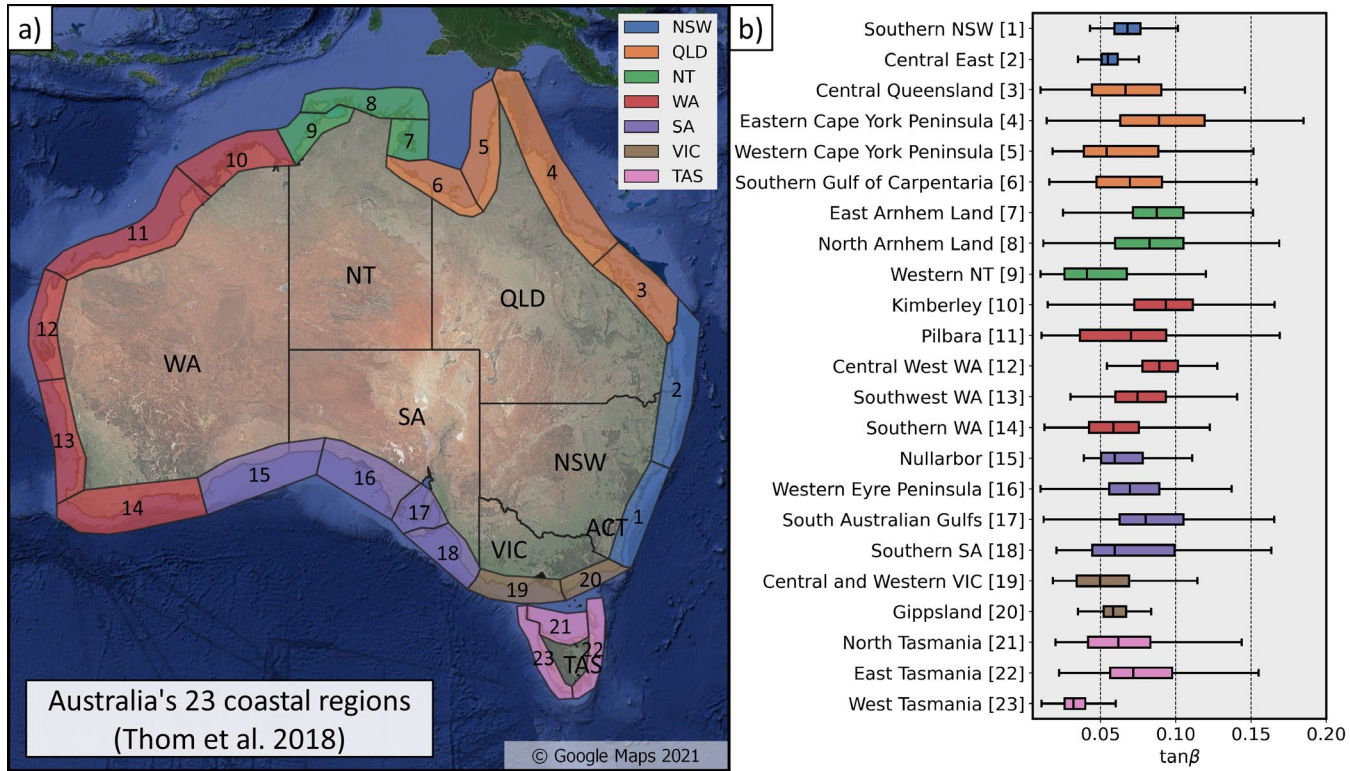 a)
NSW
QLD
NT
WA
SA
VIC
TAS
8
9
7
10
5
6
4
11
3
NT
QLD
12
WA
2
SA
13
NSW
15
16
14
17
1
ACT
18
VIC
19
20
21
22
23
TAS
Australia's 23 coastal regions
(Thom et al. 2018)
© Google Maps 2021
b)
Southern NSW [1]
Central East [2]
Central Queensland [3]
Eastern Cape York Peninsula [4]
Western Cape York Peninsula [5]
Southern Gulf of Carpentaria [6]
East Arnhem Land [7]
North Arnhem Land [8]
Western NT [9]
Kimberley [10]
Pilbara [11]
Central West WA [12]
Southwest WA [13]
Southern WA [14]
Nullarbor [15]
Western Eyre Peninsula [16]
South Australian Gulfs [17]
Southern SA [18]
Central and Western VIC [19]
Gippsland [20]
North Tasmania [21]
East Tasmania [22]
West Tasmania [23]
0.05 0.10 0.15 0.20
tanβ